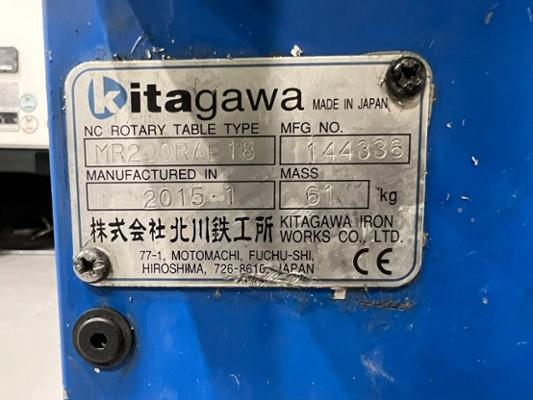 kitagawa MADE IN JAPAN
NC ROTARY TABLE TYPE MFG NO.
144336
MANUFACTURED IN MASS
2015・1 61 kg
株式会社 北川鉄工所 KITAGAWA IRON WORKS CO., LTD.
77-1, MOTOMACHI, FUCHU-SHI,
HIROSHIMA, 726-8610, JAPAN
CE